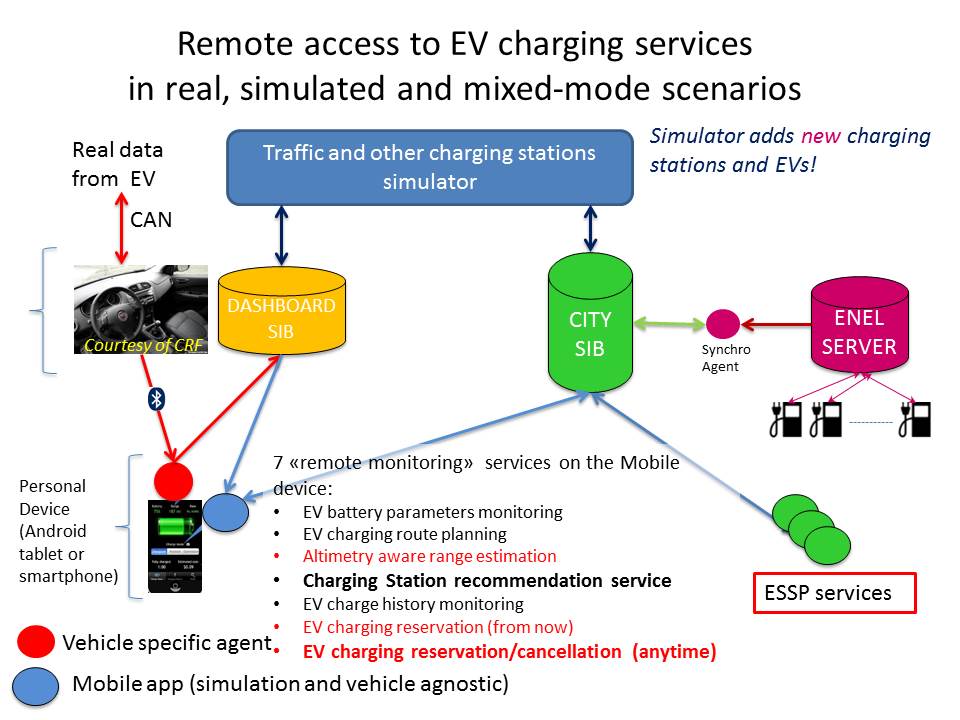 Remote access to EV charging services
in real, simulated and mixed-mode scenarios
Real data
from EV
CAN
Traffic and other charging stations
simulator
Simulator adds new charging
stations and EVs!
Courtesy of CRF
DASHBOARD
SIB
CITY
SIB
Synchro
Agent
ENEL
SERVER
Personal
Device
(Android
tablet or
smartphone)
7 «remote monitoring» services on the Mobile
device:
• EV battery parameters monitoring
• EV charging route planning
• Altimetry aware range estimation
• Charging Station recommendation service
• EV charge history monitoring
• EV charging reservation (from now)
• EV charging reservation/cancellation (anytime)
ESSP services
Vehicle specific agent
Mobile app (simulation and vehicle agnostic)